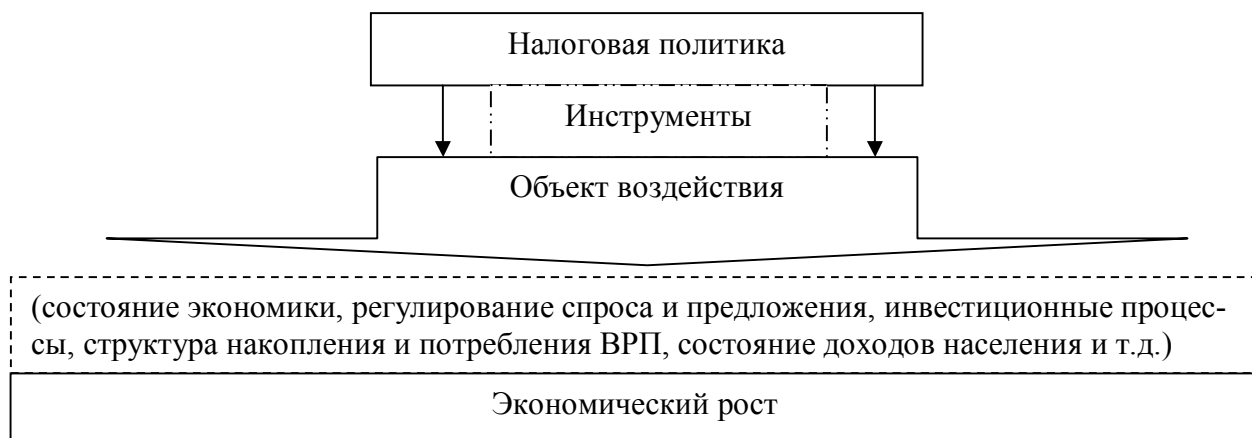 Налоговая политика
Инструменты
Объект воздействия
(состояние экономики, регулирование спроса и предложения, инвестиционные процес-
сы, структура накопления и потребления ВРП, состояние доходов населения и т.д.)
Экономический рост